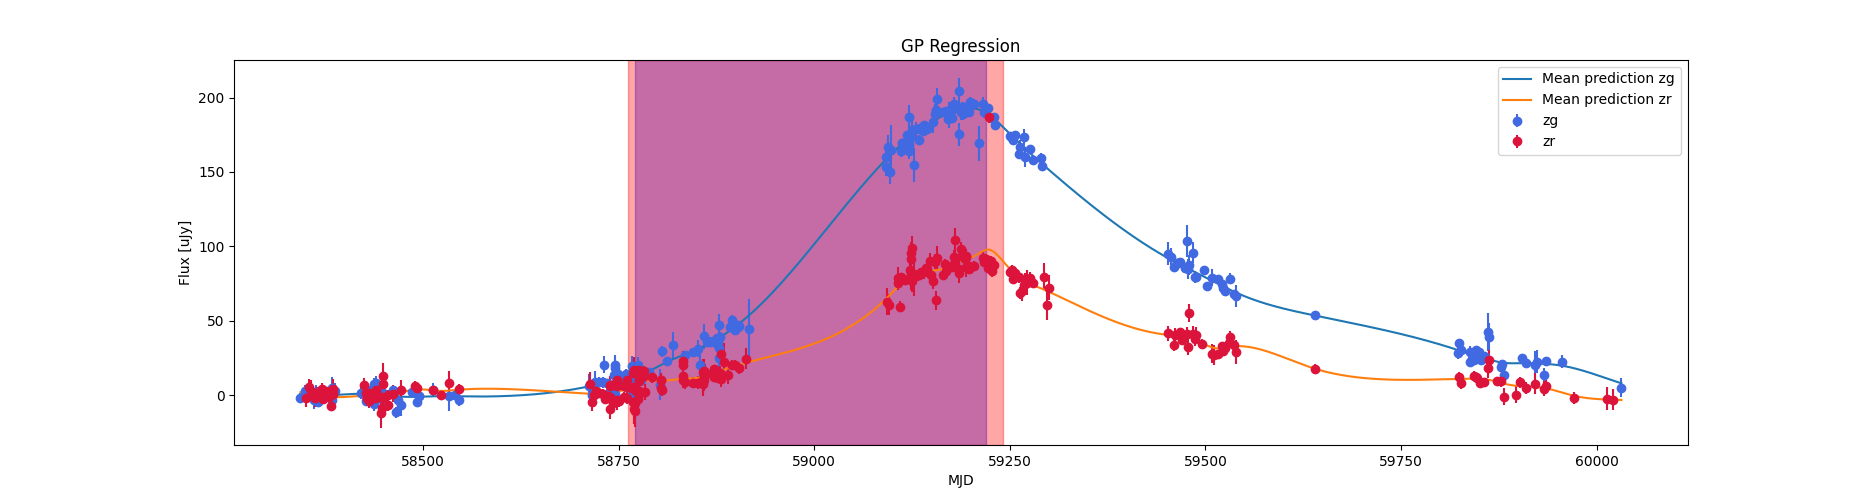 GP Regression
Flux [uJy]
200
150
100
50
0
58500
58750
59000
59250
59500
59750
60000
MJD
Mean prediction zg
Mean prediction zr
zg
zr